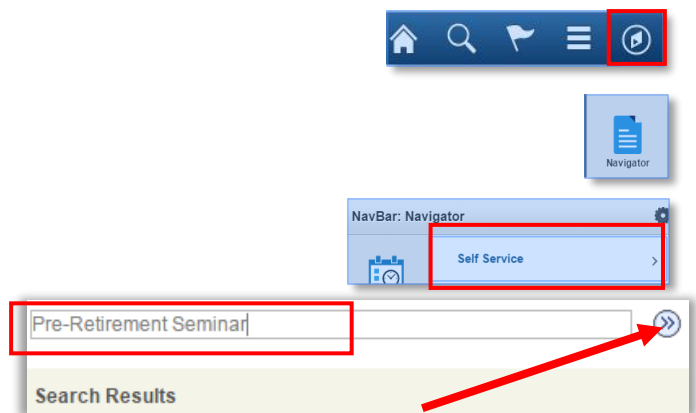 Navigator
NavBar: Navigator
Self Service
Pre-Retirement Seminar
Search Results